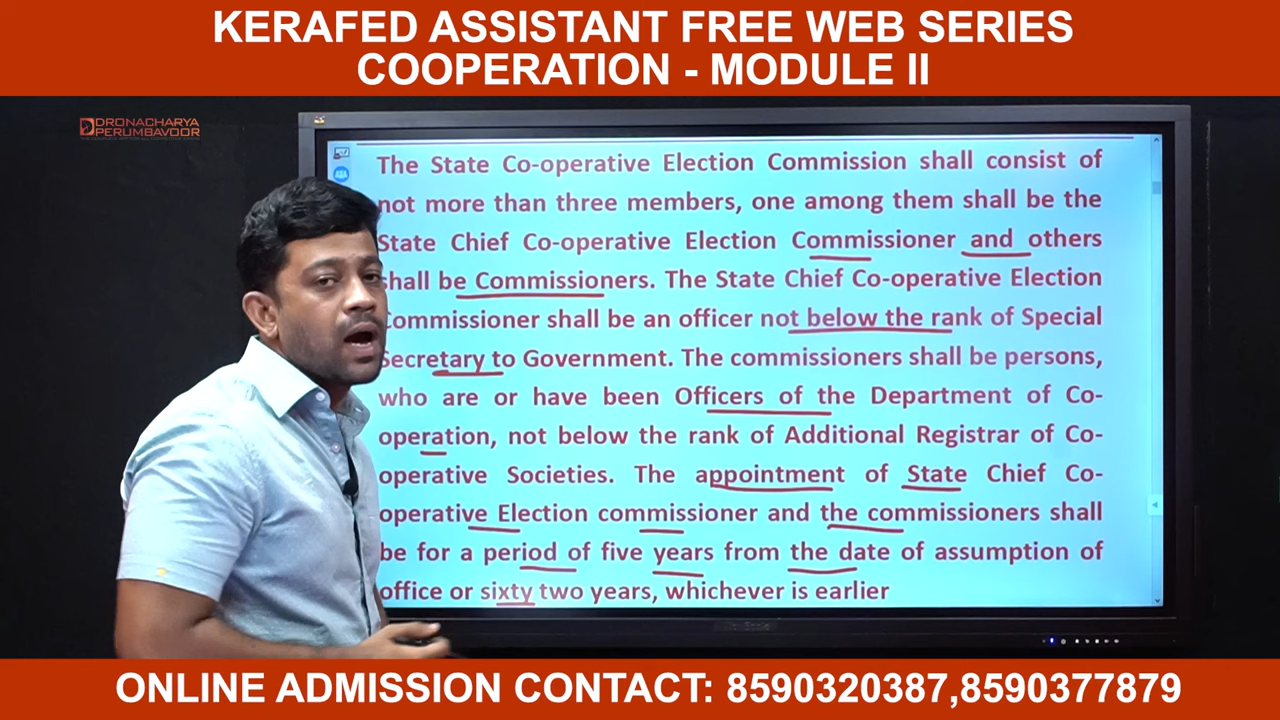 KERAFED ASSISTANT FREE WEB SERIES
COOPERATION - MODULE II
DRONACHARYA
PERUMBAVOOR
The State Co-operative Election Commission shall consist of
not more than three members, one among them shall be the
State Chief Co-operative Election Commissioner and others
shall be Commissioners. The State Chief Co-operative Election
Commissioner shall be an officer not below the rank of Special
Secretary to Government. The commissioners shall be persons,
who are or have been Officers of the Department of Co-
operation, not below the rank of Additional Registrar of Co-
operative Societies. The appointment of State Chief Co-
operative Election commissioner and the commissioners shall
be for a period of five years from the date of assumption of
office or sixty two years, whichever is earlier
ONLINE ADMISSION CONTACT: 8590320387,8590377879